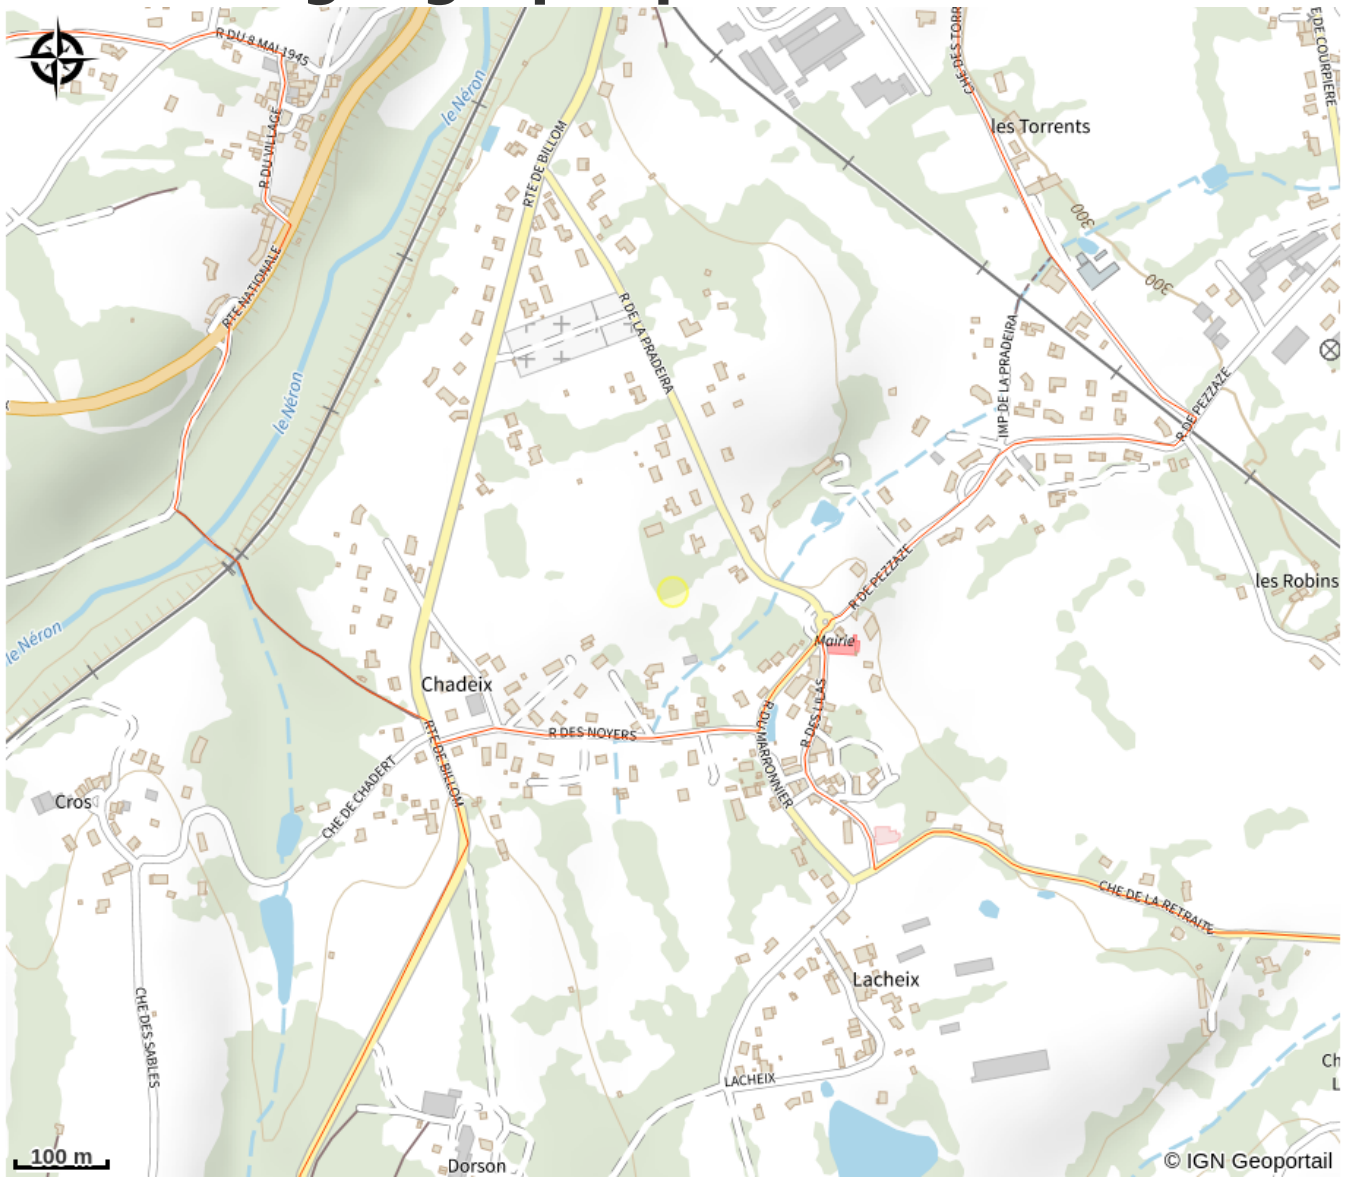 R DU 8 MAI 1945
CHE DES TORR
E DE COURPIERE
le Néron
les Torrents
R DU VILLAGE
RTE DE BILLOM
300
RTE NATIONALE
300
R DE LA PRADEIRA
IMP DE LA PRADEIRA
le Néron
R DE PEZZAZE
x
R DE PEZZAZE
les Robins
le Néron
Mairie
Chadeix
R DES LILAS
R DU MARRONNIER
R DES NOYERS
RTE DE BILLOM
CHE DE CHADERT
Cros
CHE DE LA RETRAITE
Lacheix
CHE DES SABLES
LACHEIX
Ch
L
Dorson
100 m
© IGN Geoportail